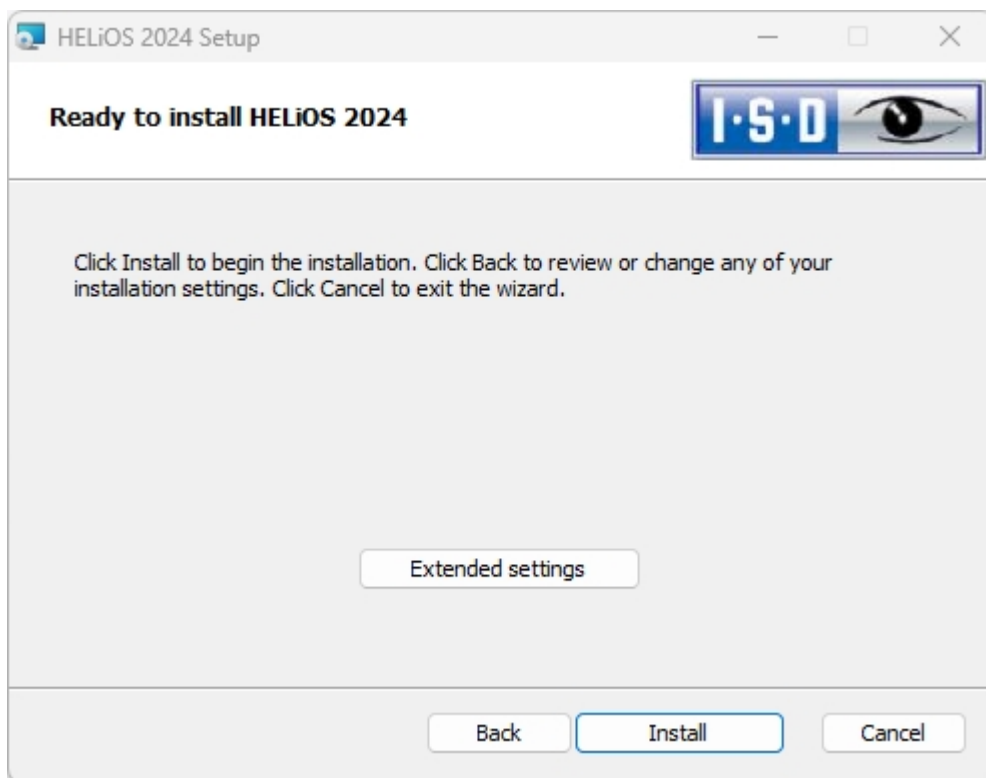 HELiOS 2024 Setup
Ready to install HELiOS 2024
I·S·D
Click Install to begin the installation. Click Back to review or change any of your
installation settings. Click Cancel to exit the wizard.
Extended settings
Back
Install
Cancel